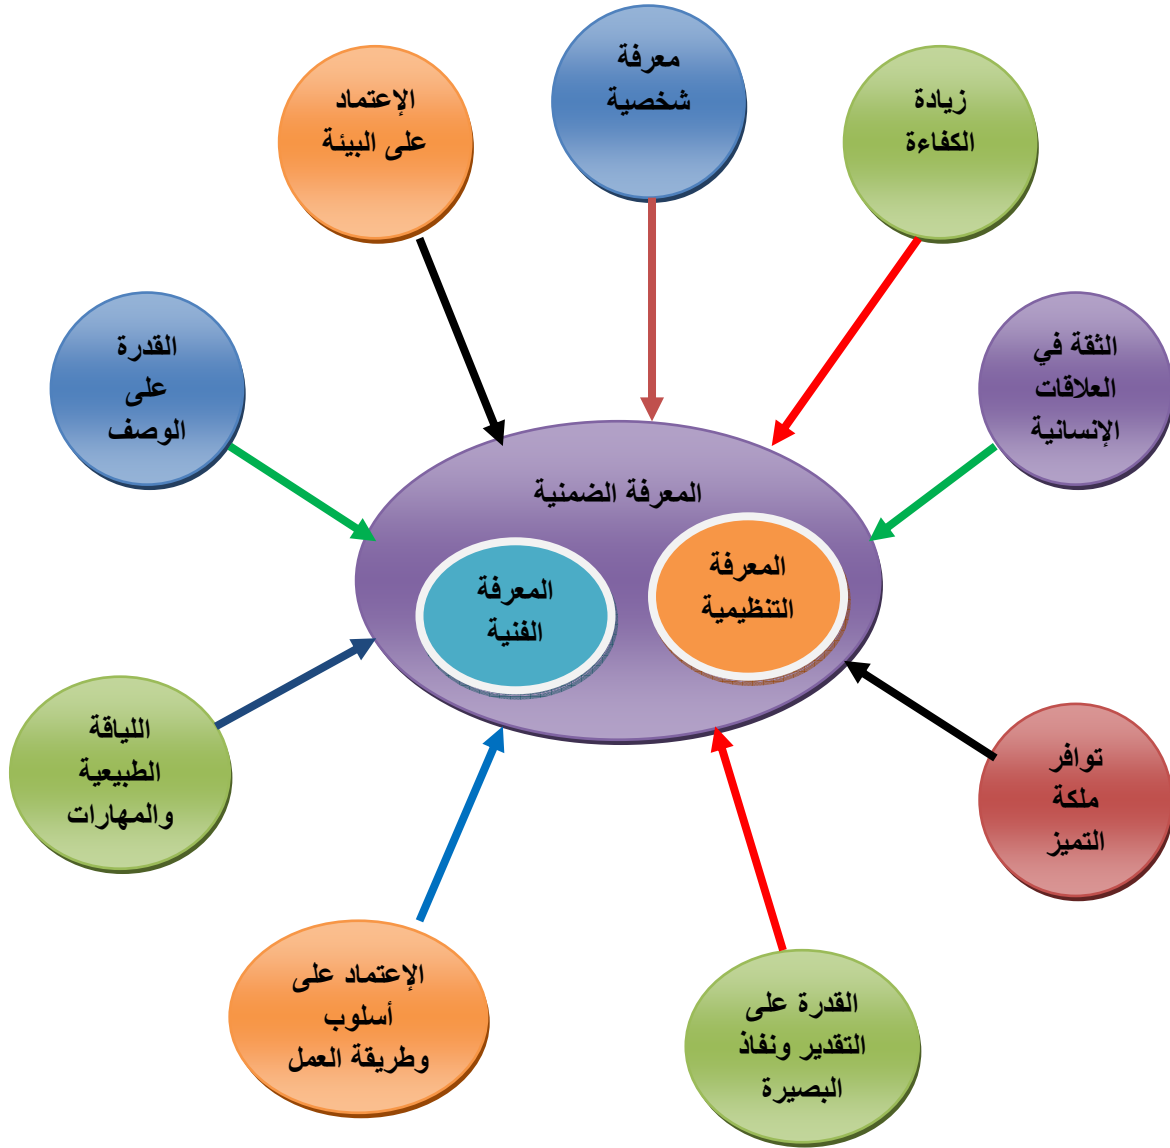 معرفة
شخصية
زيادة
الكفاءة
الإعتماد
على البيئة
الثقة في
العلاقات
الإنسانية
القدرة
على
الوصف
المعرفة الضمنية
المعرفة
التنظيمية
المعرفة
الفنية
توافر
ملكة
التميز
اللياقة
الطبيعية
والمهارات
القدرة على
التقدير ونفاذ
البصيرة
الإعتماد على
أسلوب
وطريقة العمل